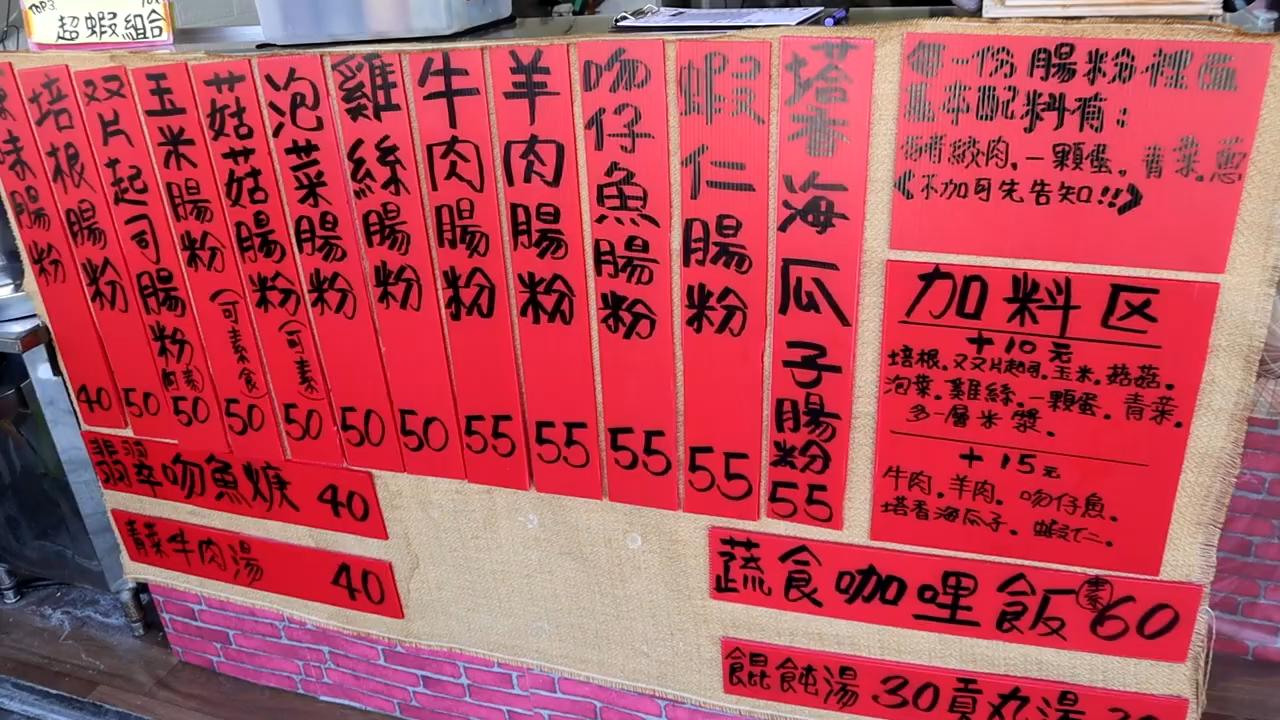 TOP3.
超蝦組合
原味腸粉
培根腸粉 40
双片起司腸粉 50
玉米腸粉(可素) 50
菇菇腸粉(可素食) 50
泡菜腸粉(可素) 50
雞絲腸粉 50
牛肉腸粉 50
羊肉腸粉 55
吻仔魚腸粉 55
蝦仁腸粉 55
塔香海瓜子腸粉 55
55
每一份腸粉裡面
基本配料有:
絞肉、一顆蛋。青菜.蔥
《不加可先告知!!》
加料区
+10元
培根.双片起司.玉米.菇菇.
泡菜.雞絲.一顆蛋.青菜.
多一層米漿.
+15元
牛肉.羊肉.吻仔魚.
塔香海瓜子.蝦仁.
翡翠吻魚焿 40
青菜牛肉湯 40
蔬食咖哩飯 素 60
餛飩湯 30 貢丸湯